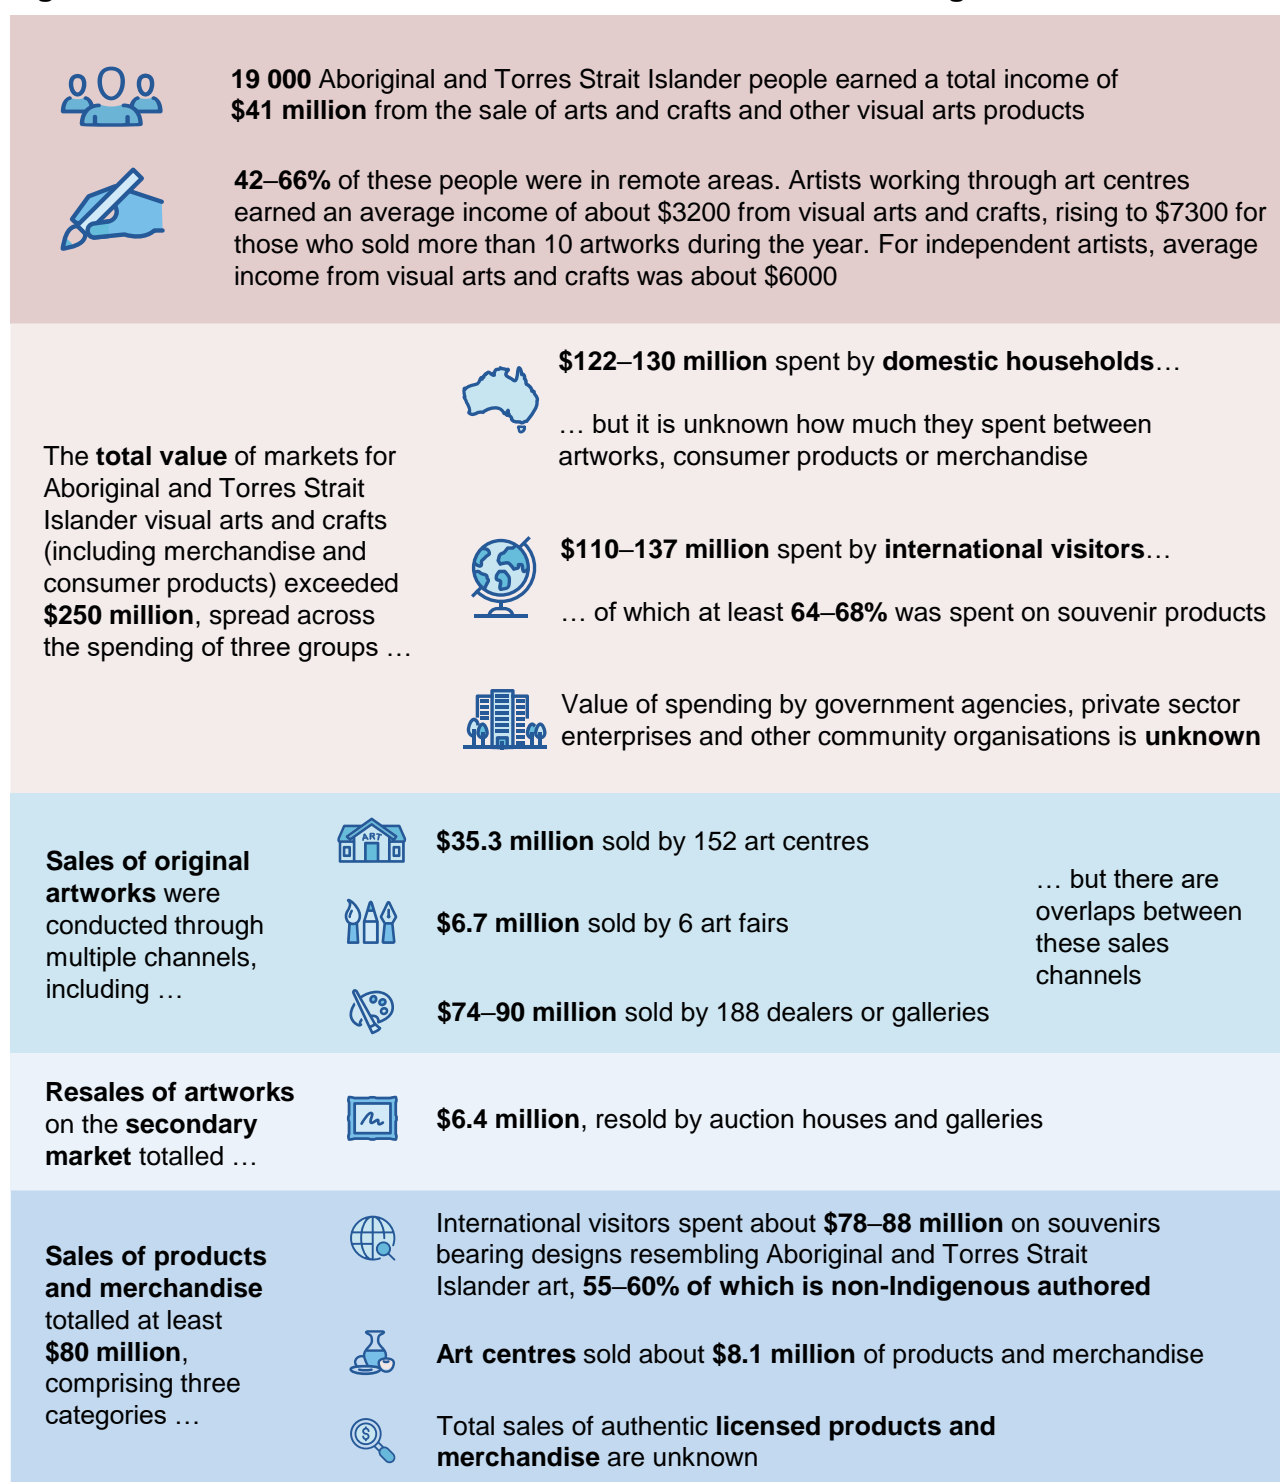 19 000 Aboriginal and Torres Strait Islander people earned a total income of
$41 million from the sale of arts and crafts and other visual arts products
42–66% of these people were in remote areas. Artists working through art centres
earned an average income of about $3200 from visual arts and crafts, rising to $7300 for
those who sold more than 10 artworks during the year. For independent artists, average
income from visual arts and crafts was about $6000
The total value of markets for
Aboriginal and Torres Strait
Islander visual arts and crafts
(including merchandise and
consumer products) exceeded
$250 million, spread across
the spending of three groups …
$122–130 million spent by domestic households…
… but it is unknown how much they spent between
artworks, consumer products or merchandise
$110–137 million spent by international visitors…
… of which at least 64–68% was spent on souvenir products
Value of spending by government agencies, private sector
enterprises and other community organisations is unknown
Sales of original
artworks were
conducted through
multiple channels,
including …
ART
$35.3 million sold by 152 art centres
$6.7 million sold by 6 art fairs
$74–90 million sold by 188 dealers or galleries
… but there are
overlaps between
these sales
channels
Resales of artworks
on the secondary
market totalled …
$6.4 million, resold by auction houses and galleries
Sales of products
and merchandise
totalled at least
$80 million,
comprising three
categories …
International visitors spent about $78–88 million on souvenirs
bearing designs resembling Aboriginal and Torres Strait
Islander art, 55–60% of which is non-Indigenous authored
Art centres sold about $8.1 million of products and merchandise
$
Total sales of authentic licensed products and
merchandise are unknown